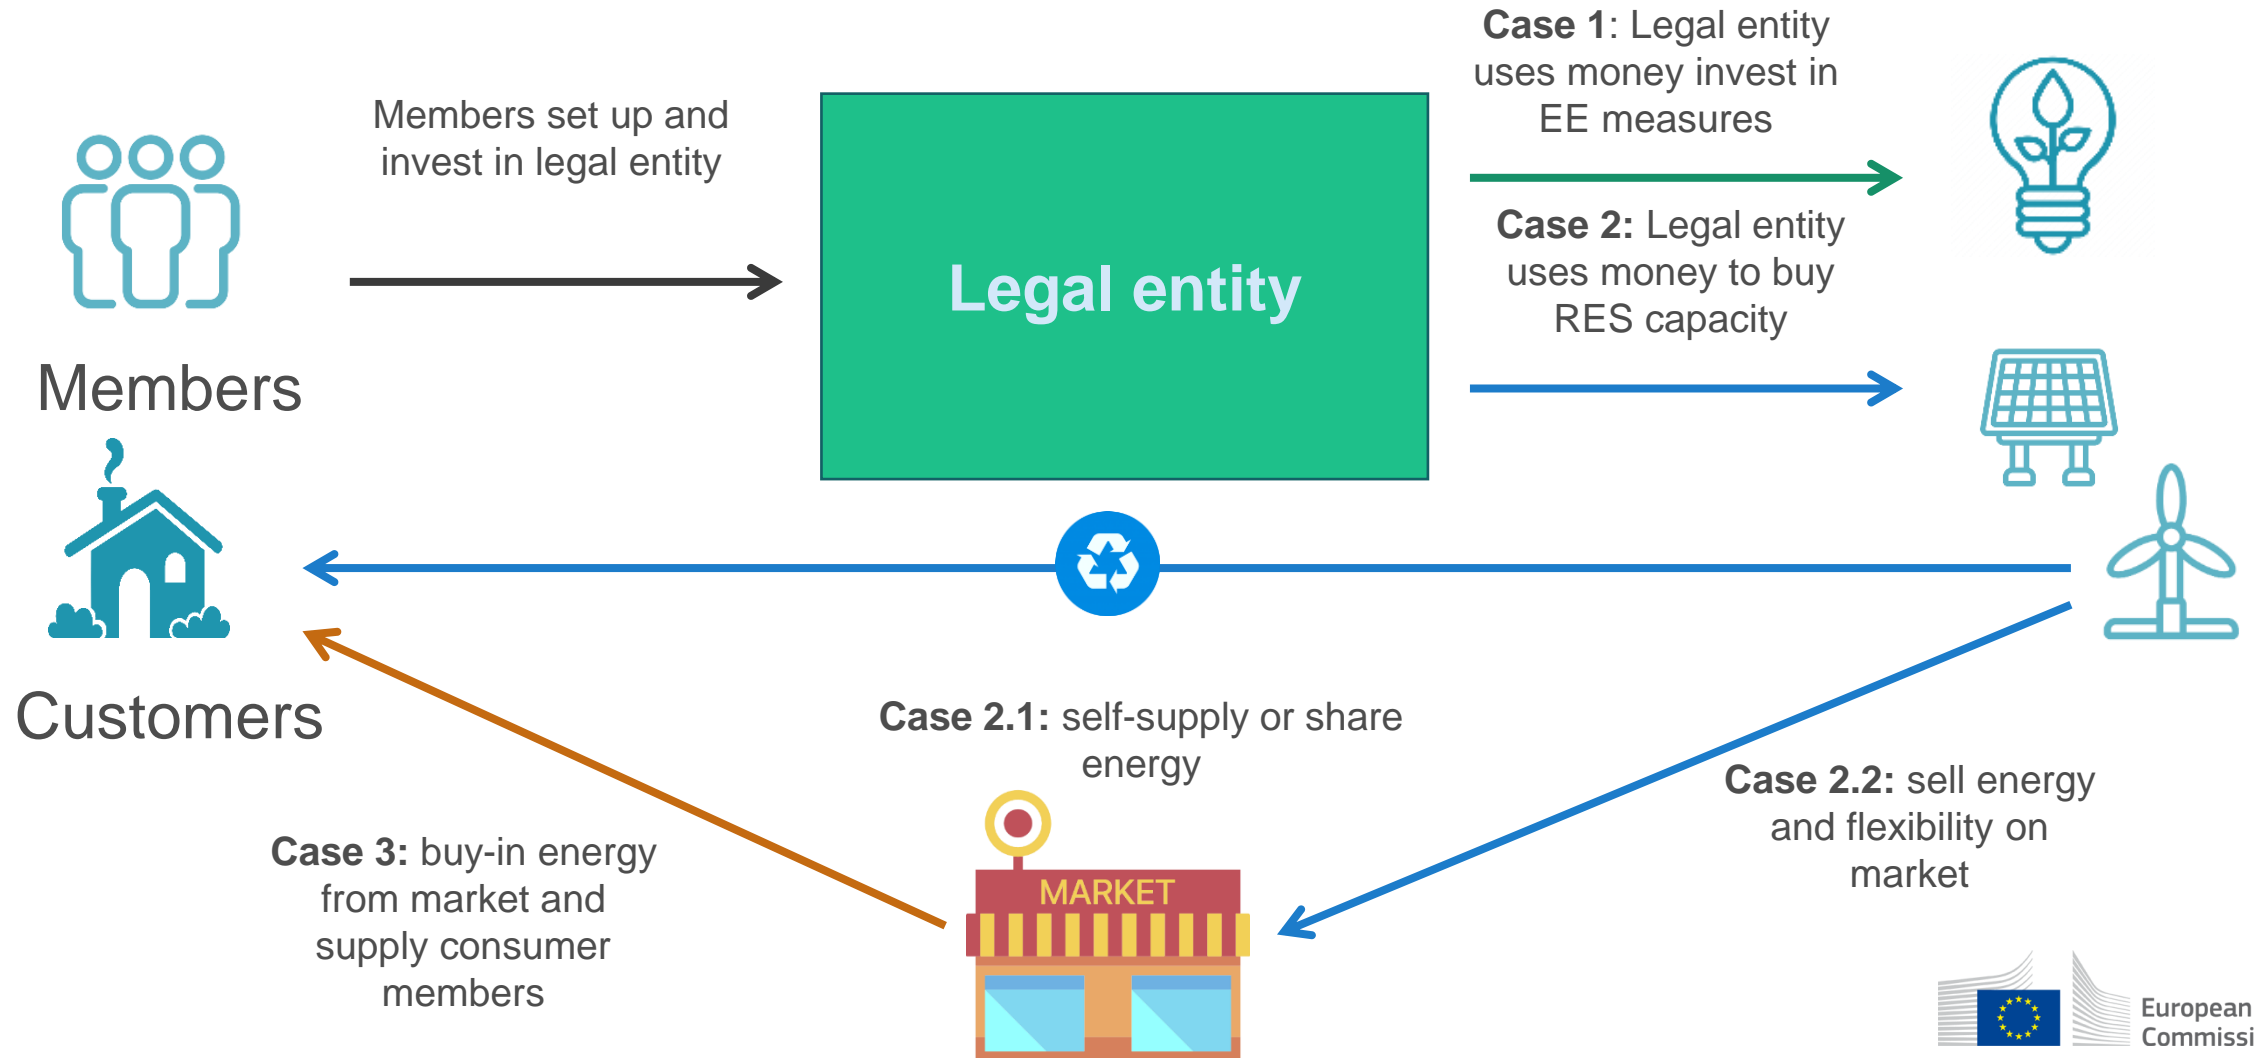 Members set up and
invest in legal entity
Members
Legal entity
Case 1: Legal entity
uses money invest in
EE measures
Case 2: Legal entity
uses money to buy
RES capacity
Customers
Case 2.1: self-supply or share
energy
Case 2.2: sell energy
and flexibility on
market
Case 3: buy-in energy
from market and
supply consumer
members
MARKET
European
Commissi